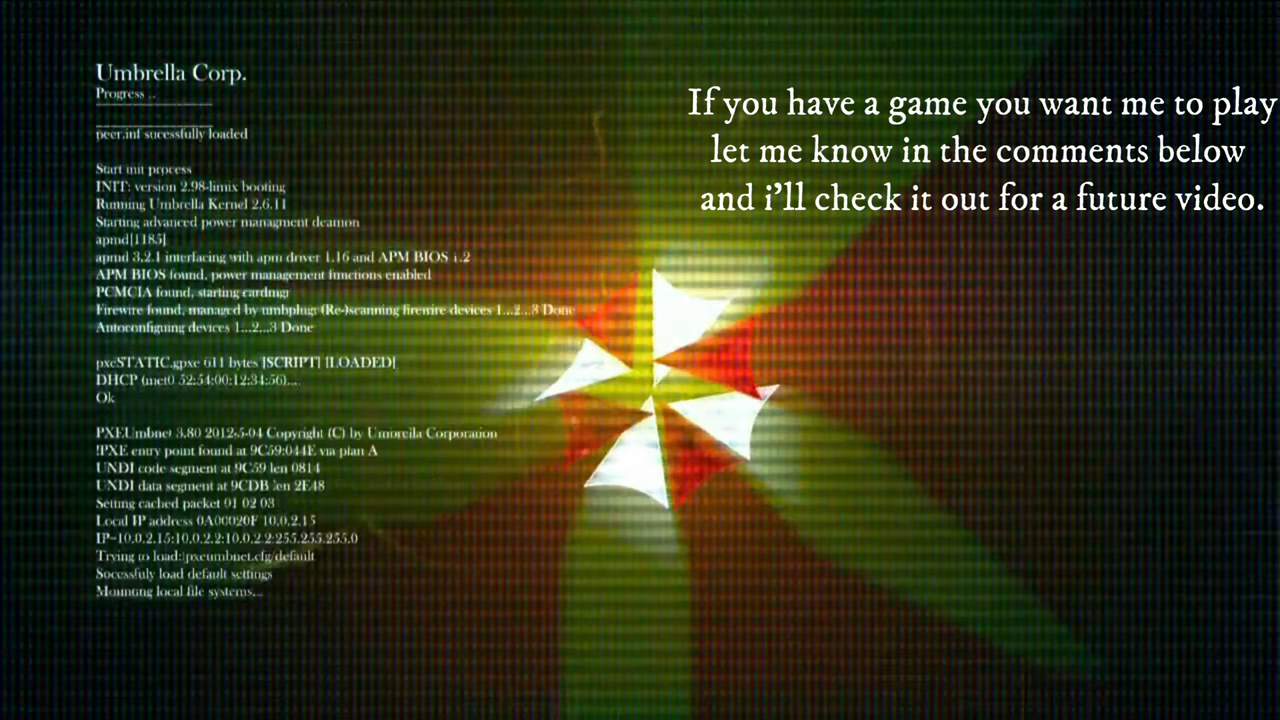 Umbrella Corp.
Progress ..
peer.inf sucessfully loaded
Start init process
INIT: version 2.98-linux booting
Running Umbrella Kernel 2.6.11
Starting advanced power managment deamon
apmd[1185]
apmd 3.2.1 interfacing with apm driver 1.16 and APM BIOS 1.2
APM BIOS found, power management functions enabled
PCMCIA found, starting cardmgr
Firewire found, managed by umbplug: (Re-)scanning firewire devices 1...2...3 Done
Autoconfiguing devices 1...2...3 Done
pxeSTATIC.gpxe 611 bytes [SCRIPT] [LOADED]
DHCP (net0 52:54:00:12:34:56)....
Ok
PXEUmbnet 3.80 2012-5-04 Copyright (C) by Umbrella Corporation
!PXE entry point found at 9C59:044E via plan A
UNDI code segment at 9C59 len 0814
UNDI data segment at 9CDB len 2E48
Setting cached packet 01 02 03
Local IP address 0A00020F 10.0.2.15
IP=10.0.2.15:10.0.2.2:10.0.2.2:255.255.255.0
Trying to load:|pxeumbnet.cfg/default
Socessfuly load default settings
Mounting local file systems...
If you have a game you want me to play
let me know in the comments below
and i'll check it out for a future video.